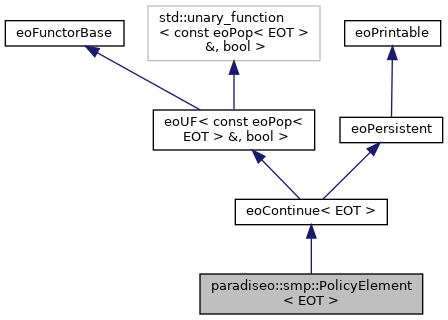 eoFunctorBase
std::unary_function
< const eoPop< EOT >
&, bool >
eoPrintable
eoUF< const eoPop<
EOT > &, bool >
eoPersistent
eoContinue< EOT >
paradiseo::smp::PolicyElement
< EOT >